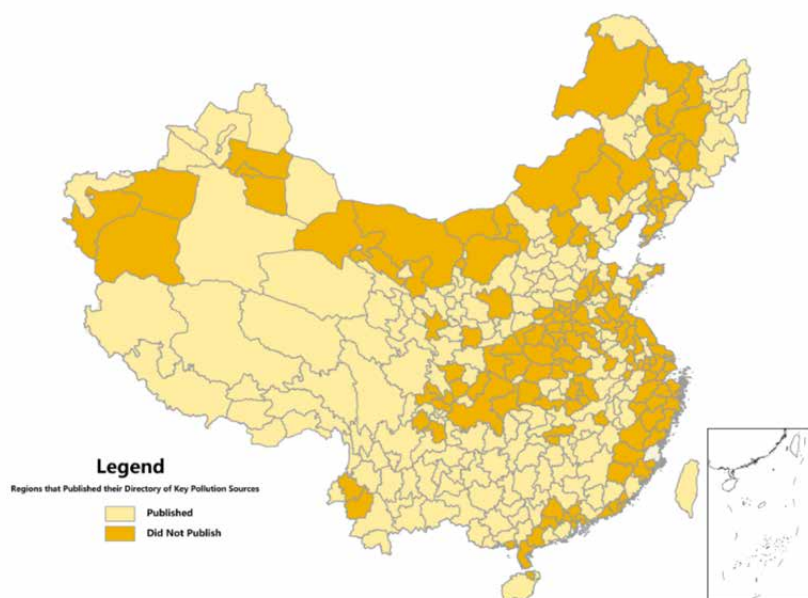 Legend
Regions that Published their Directory of Key Pollution Sources
Published
Did Not Publish